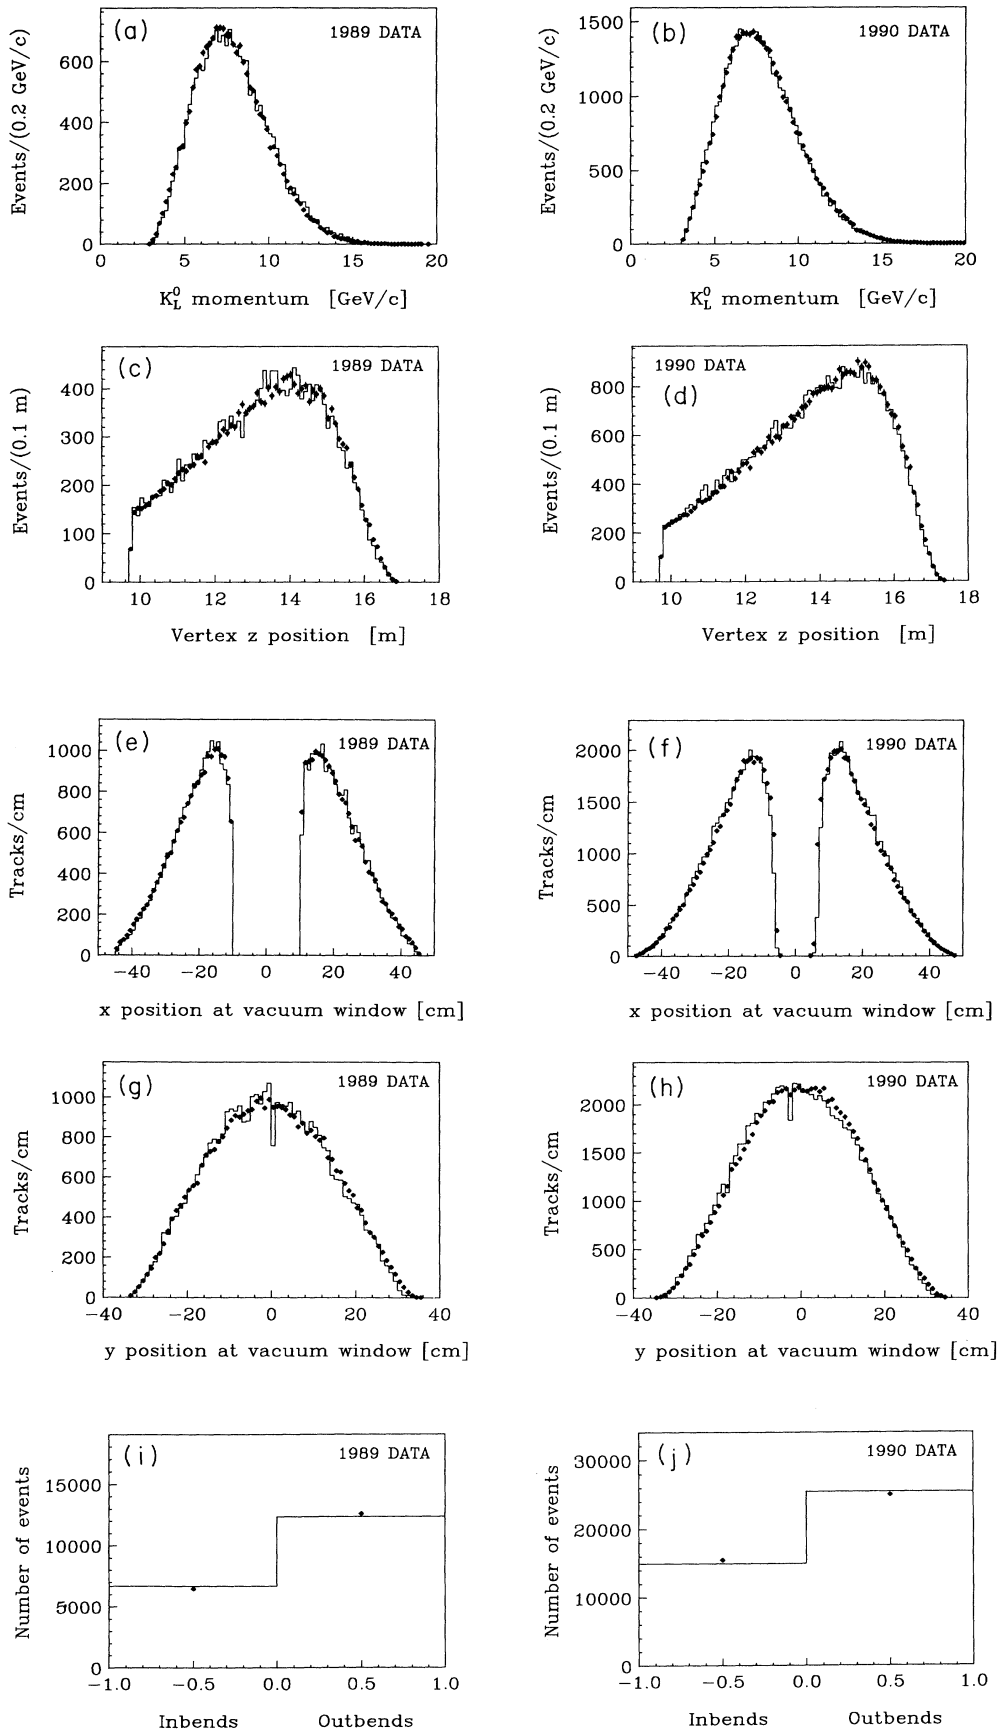 (a)
1989 DATA
Events/(0.2 GeV/c)
600
400
200
0
0
5
10
15
20
K⁰_L momentum [GeV/c]
(b)
1990 DATA
Events/(0.2 GeV/c)
1500
1000
500
0
0
5
10
15
20
K⁰_L momentum [GeV/c]
(c)
1989 DATA
Events/(0.1 m)
400
300
200
100
0
10
12
14
16
18
Vertex z position [m]
1990 DATA
(d)
Events/(0.1 m)
800
600
400
200
0
10
12
14
16
18
Vertex z position [m]
(e)
1989 DATA
Tracks/cm
1000
800
600
400
200
0
−40
−20
0
20
40
x position at vacuum window [cm]
(f)
1990 DATA
Tracks/cm
2000
1500
1000
500
0
−40
−20
0
20
40
x position at vacuum window [cm]
(g)
1989 DATA
Tracks/cm
1000
800
600
400
200
0
−40
−20
0
20
40
y position at vacuum window [cm]
(h)
1990 DATA
Tracks/cm
2000
1500
1000
500
0
−40
−20
0
20
40
y position at vacuum window [cm]
(i)
1989 DATA
Number of events
15000
10000
5000
0
−1.0
−0.5
0.0
0.5
1.0
Inbends
Outbends
(j)
1990 DATA
Number of events
30000
20000
10000
0
−1.0
−0.5
0.0
0.5
1.0
Inbends
Outbends